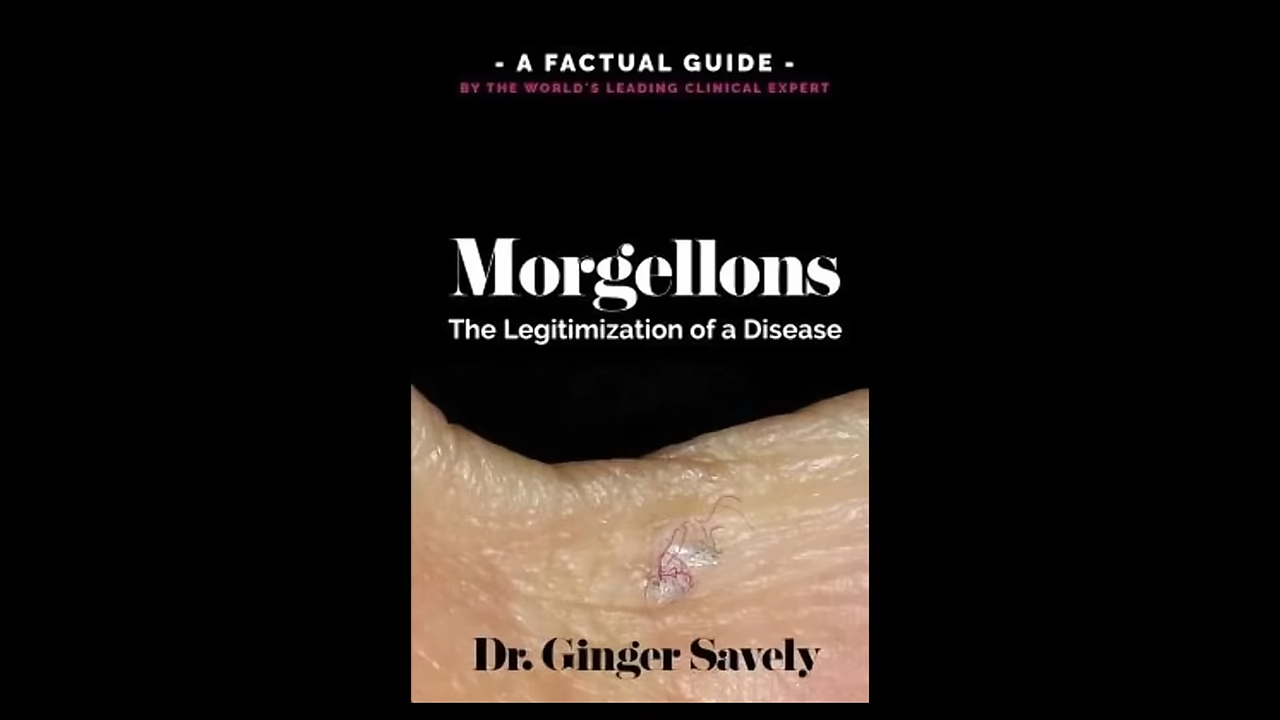 - A FACTUAL GUIDE -
BY THE WORLD'S LEADING CLINICAL EXPERT
Morgellons
The Legitimization of a Disease
Dr. Ginger Savely